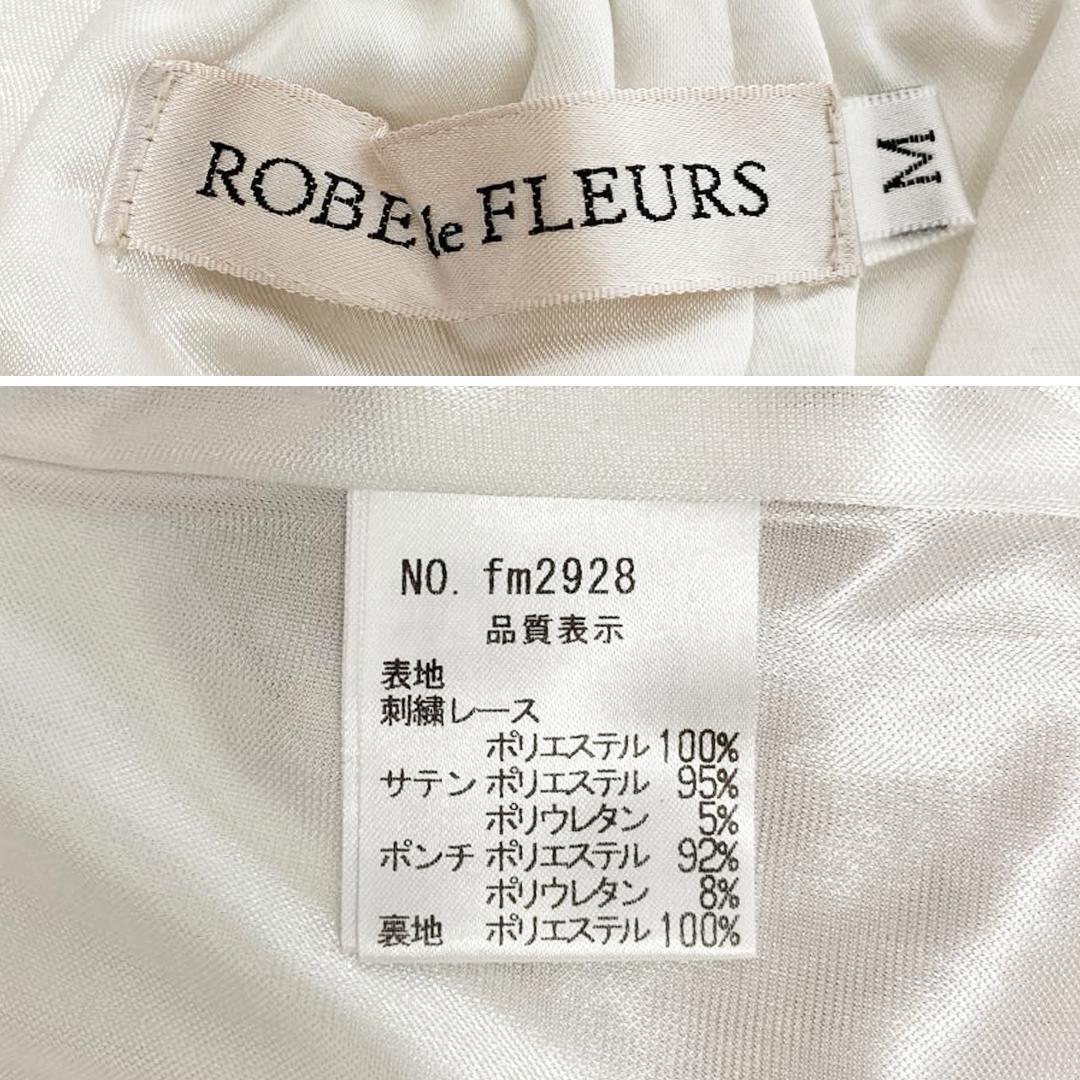 ROBE le FLEURS
M
NO. fm2928
品質表示
表地
刺繍レース
ポリエステル 100%
サテン ポリエステル 95%
ポリウレタン 5%
ポンチ ポリエステル 92%
ポリウレタン 8%
裏地 ポリエステル 100%